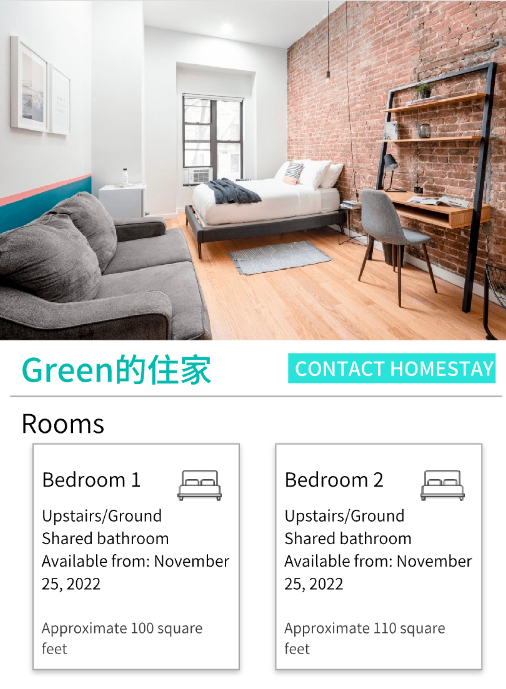 Green的住家
CONTACT HOMESTAY
Rooms
Bedroom 1
Upstairs/Ground
Shared bathroom
Available from: November
25, 2022
Approximate 100 square
feet
Bedroom 2
Upstairs/Ground
Shared bathroom
Available from: November
25, 2022
Approximate 110 square
feet